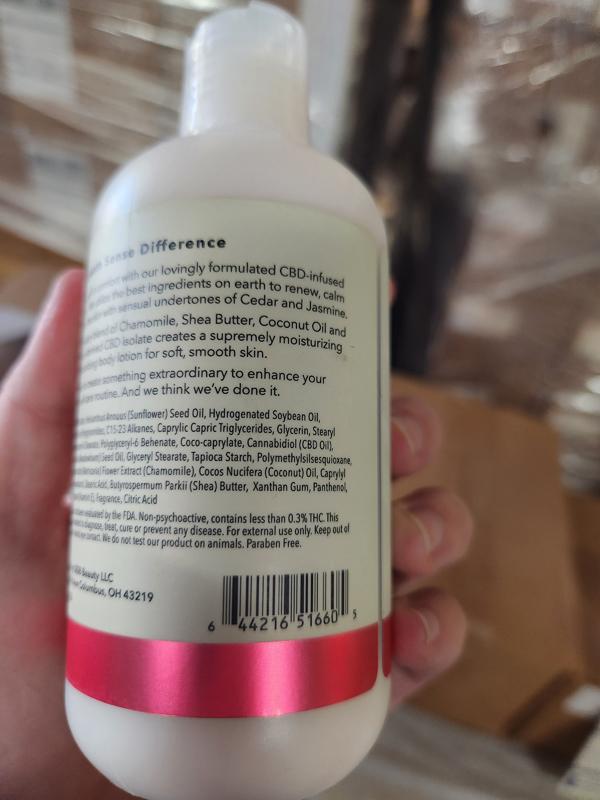 Sense Difference
with our lovingly formulated CBD-infused
the best ingredients on earth to renew, calm
with sensual undertones of Cedar and Jasmine.
blend of Chamomile, Shea Butter, Coconut Oil and
CBD isolate creates a supremely moisturizing
body lotion for soft, smooth skin.
create something extraordinary to enhance your
routine. And we think we've done it.
Annuus (Sunflower) Seed Oil, Hydrogenated Soybean Oil,
C15-23 Alkanes, Caprylic Capric Triglycerides, Glycerin, Stearyl
Polyglyceryl-6 Behenate, Coco-caprylate, Cannabidiol (CBD Oil),
Seed Oil, Glyceryl Stearate, Tapioca Starch, Polymethylsilsesquioxane,
Flower Extract (Chamomile), Cocos Nucifera (Coconut) Oil, Caprylyl
Stearic Acid, Butyrospermum Parkii (Shea) Butter, Xanthan Gum, Panthenol,
Fragrance, Citric Acid
evaluated by the FDA. Non-psychoactive, contains less than 0.3% THC. This
diagnose, treat, cure or prevent any disease. For external use only. Keep out of
contact. We do not test our product on animals. Paraben Free.
Beauty LLC
Columbus, OH 43219
6 44216 51660 5